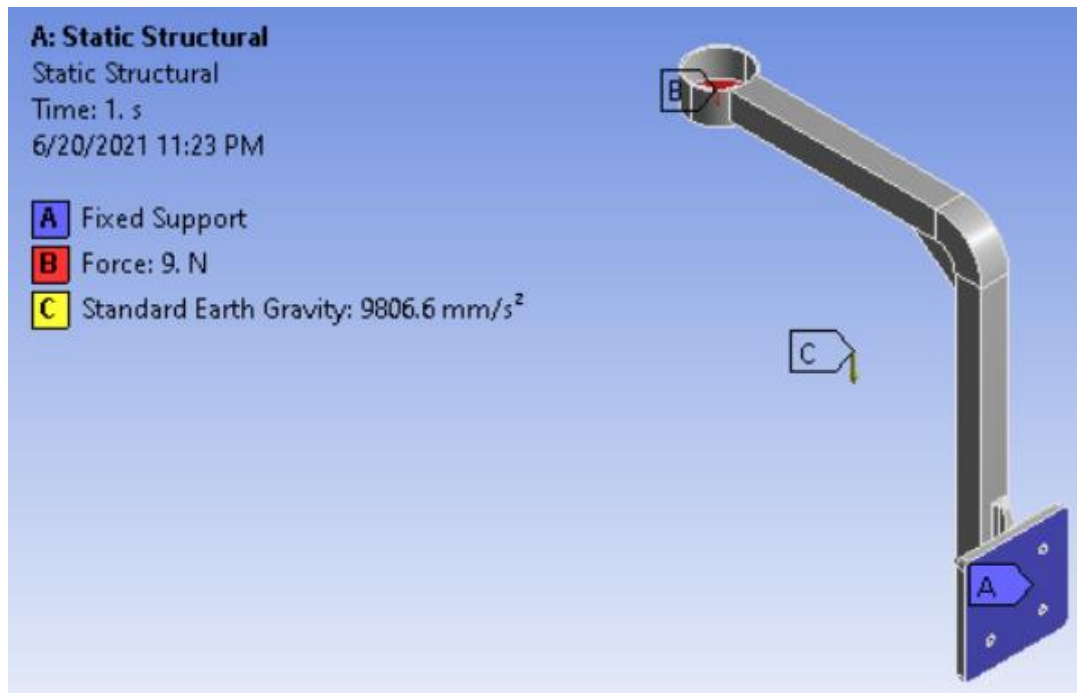 A: Static Structural
Static Structural
Time: 1. s
6/20/2021 11:23 PM
A Fixed Support
B Force: 9. N
C Standard Earth Gravity: 9806.6 mm/s²
B
C
A